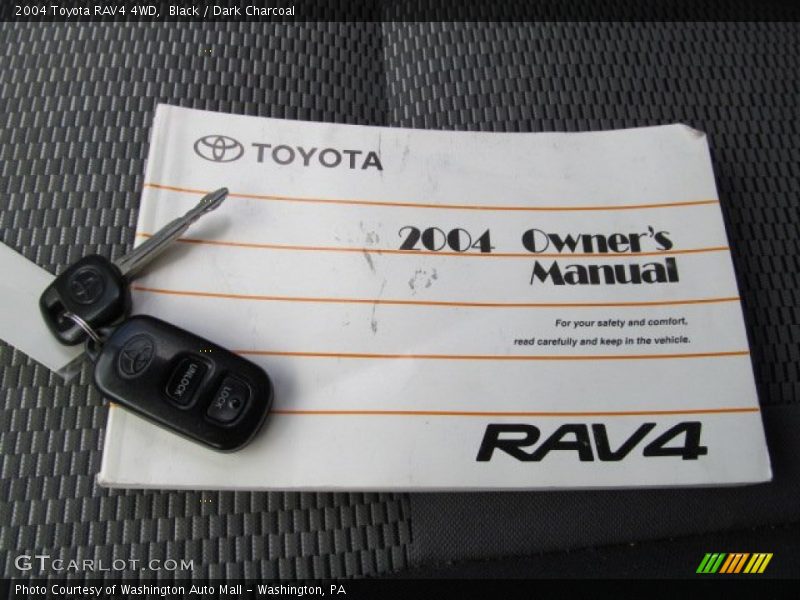 2004 Toyota RAV4 4WD, Black / Dark Charcoal
TOYOTA
2004 Owner's
Manual
For your safety and comfort,
read carefully and keep in the vehicle.
UNLOCK
LOCK
RAV4
GTCARLOT.COM
Photo Courtesy of Washington Auto Mall - Washington, PA